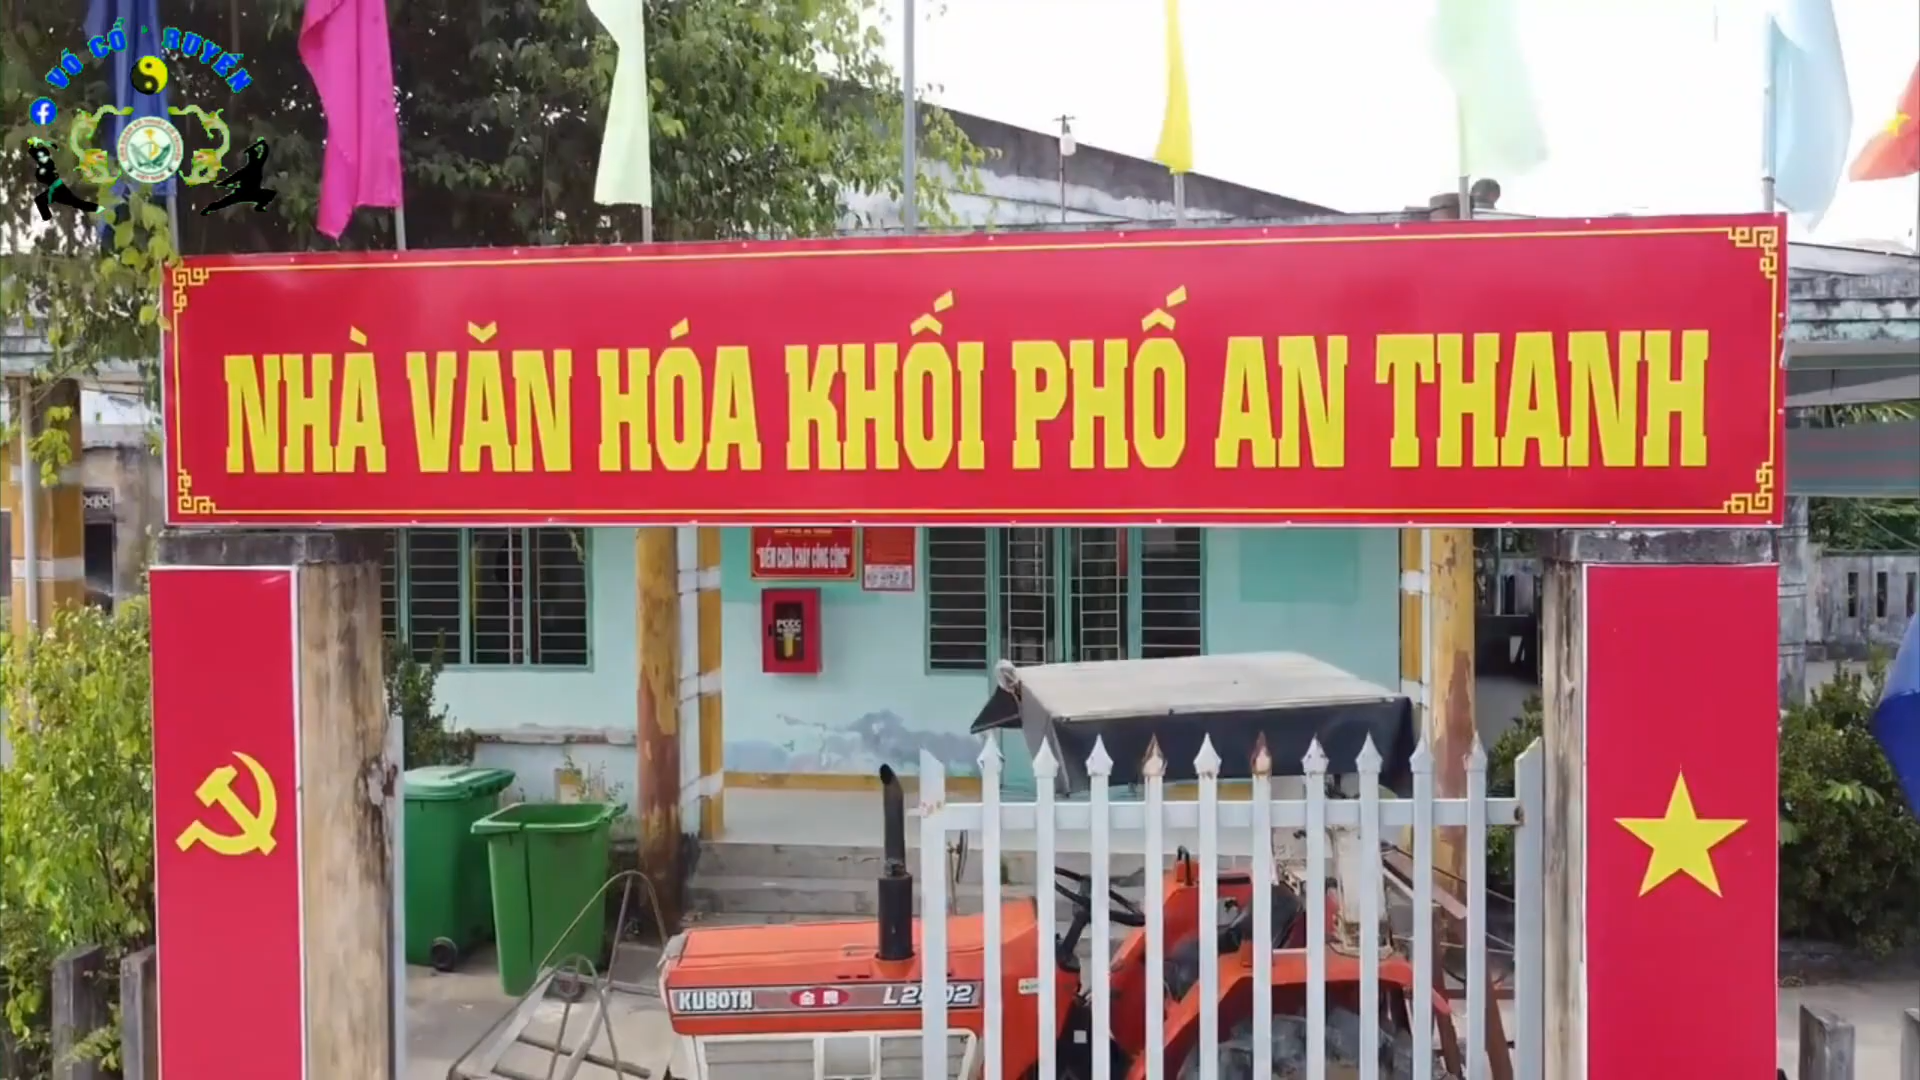 VÕ CỔ TRUYỀN
NHÀ VĂN HÓA KHỐI PHỐ AN THANH
"ĐIỂM CHỮA CHÁY CÔNG CỘNG"
PCCC
KUBOTA